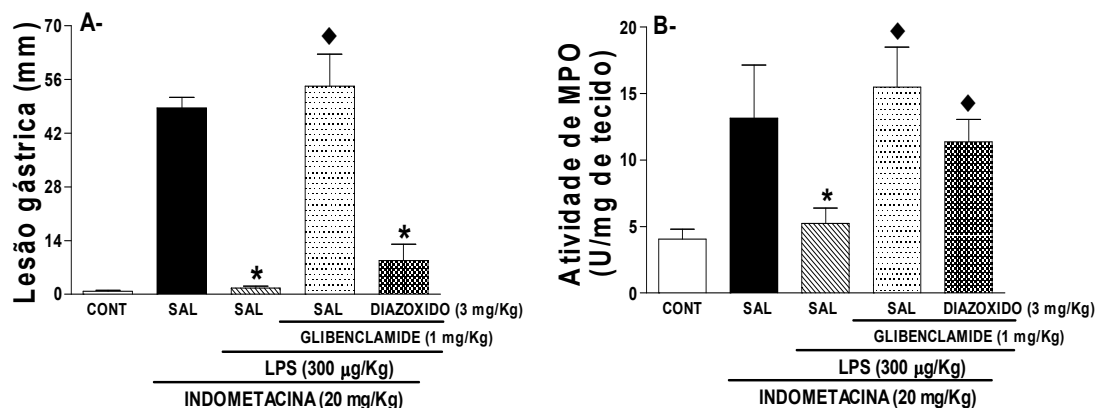 A-
Lesão gástrica (mm)
70
56
42
28
14
0
♦
*
*
CONT SAL SAL SAL DIAZOXIDO (3 mg/Kg)
GLIBENCLAMIDE (1 mg/Kg)
LPS (300 µg/Kg)
INDOMETACINA (20 mg/Kg)
B-
Atividade de MPO
(U/mg de tecido)
20
15
10
5
0
♦
♦
*
CONT SAL SAL SAL DIAZOXIDO (3 mg/Kg)
GLIBENCLAMIDE (1 mg/Kg)
LPS (300 µg/Kg)
INDOMETACINA (20 mg/Kg)